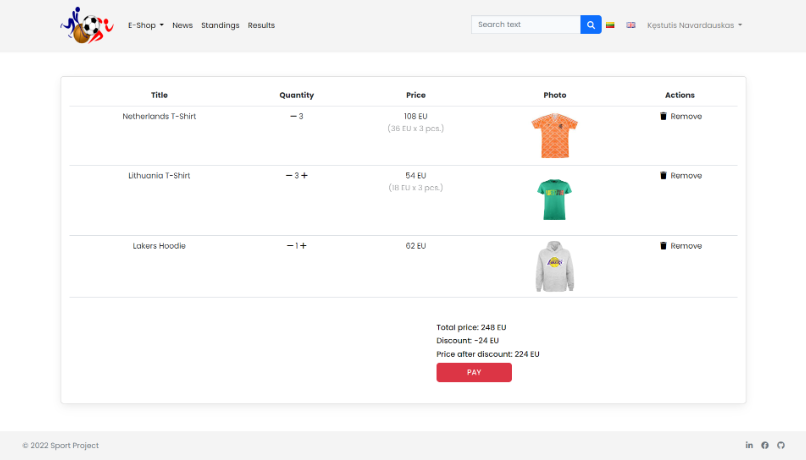 E-Shop News Standings Results Search text Kęstutis Navardauskas
Title Quantity Price Photo Actions
Netherlands T-Shirt — 3 108 EU Remove
(36 EU x 3 pcs.)
Lithuania T-Shirt — 3 + 54 EU Remove
(18 EU x 3 pcs.)
Lakers Hoodie — 1 + 62 EU Remove
LAKERS
Total price: 248 EU
Discount: -24 EU
Price after discount: 224 EU
PAY
© 2022 Sport Project
in